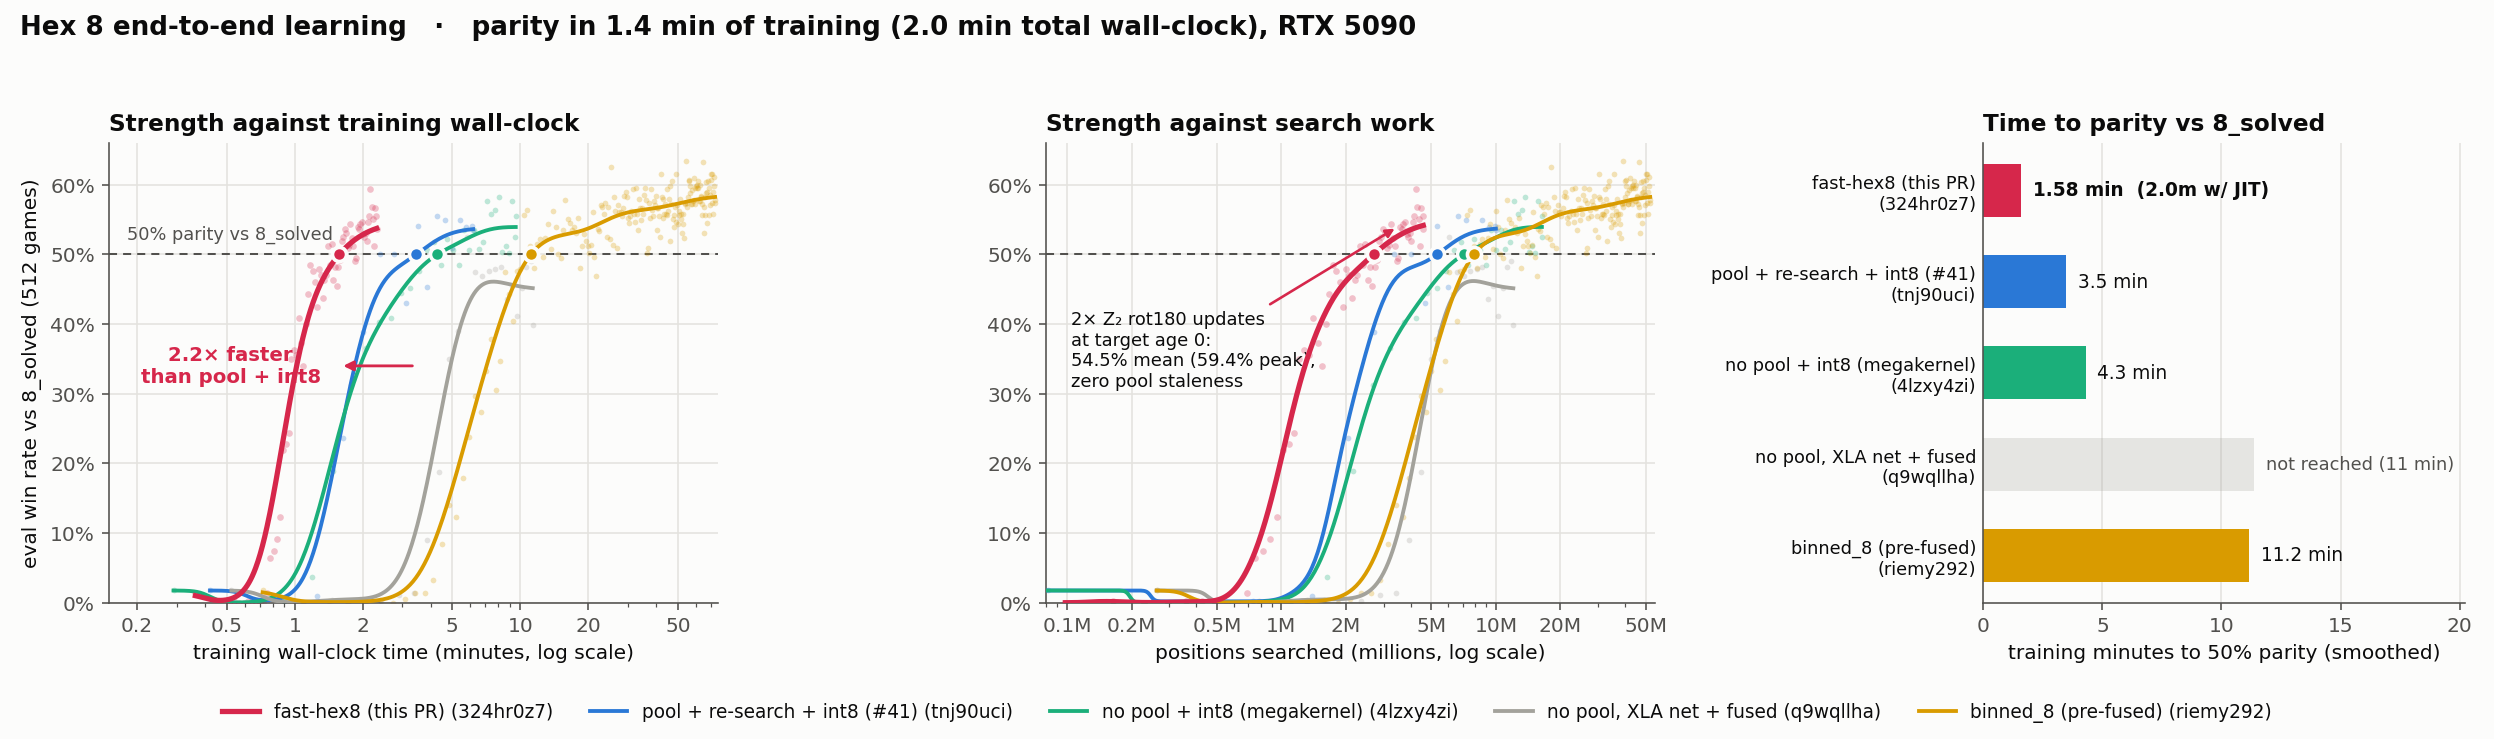 Hex 8 end-to-end learning · parity in 1.4 min of training (2.0 min total wall-clock), RTX 5090
Strength against training wall-clock
eval win rate vs 8_solved (512 games)
60%
50%
40%
30%
20%
10%
0%
50% parity vs 8_solved
2.2× faster
than pool + int8
0.2
0.5
1
2
5
10
20
50
training wall-clock time (minutes, log scale)
Strength against search work
60%
50%
40%
30%
20%
10%
0%
2× Z₂ rot180 updates
at target age 0:
54.5% mean (59.4% peak),
zero pool staleness
0.1M
0.2M
0.5M
1M
2M
5M
10M
20M
50M
positions searched (millions, log scale)
Time to parity vs 8_solved
fast-hex8 (this PR)
(324hr0z7)
1.58 min (2.0m w/ JIT)
pool + re-search + int8 (#41)
(tnj90uci)
3.5 min
no pool + int8 (megakernel)
(4lzxy4zi)
4.3 min
no pool, XLA net + fused
(q9wqllha)
not reached (11 min)
binned_8 (pre-fused)
(riemy292)
11.2 min
0
5
10
15
20
training minutes to 50% parity (smoothed)
fast-hex8 (this PR) (324hr0z7)
pool + re-search + int8 (#41) (tnj90uci)
no pool + int8 (megakernel) (4lzxy4zi)
no pool, XLA net + fused (q9wqllha)
binned_8 (pre-fused) (riemy292)